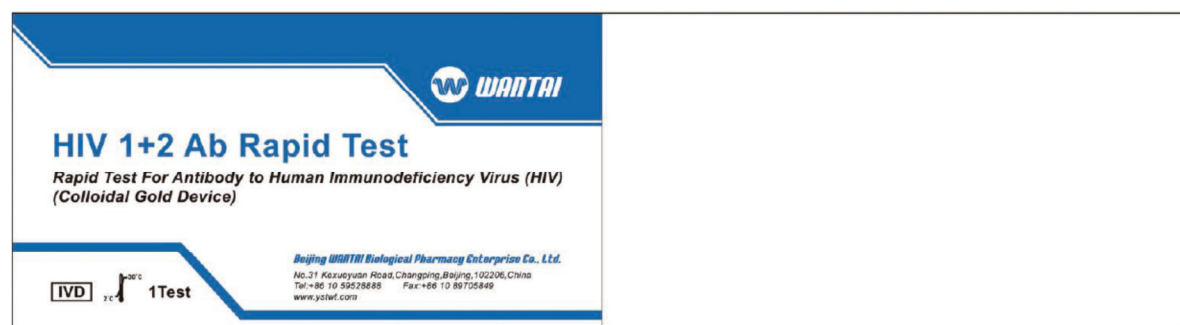 WANTAI
HIV 1+2 Ab Rapid Test
Rapid Test For Antibody to Human Immunodeficiency Virus (HIV)
(Colloidal Gold Device)
Beijing WANTAI Biological Pharmacy Enterprise Co., Ltd.
No.31 Kexueyuan Road,Changping,Beijing,102206,China
Tel:+86 10 59528888 Fax:+86 10 89705849
www.ystwt.com
30°C
IVD 2°C 1Test